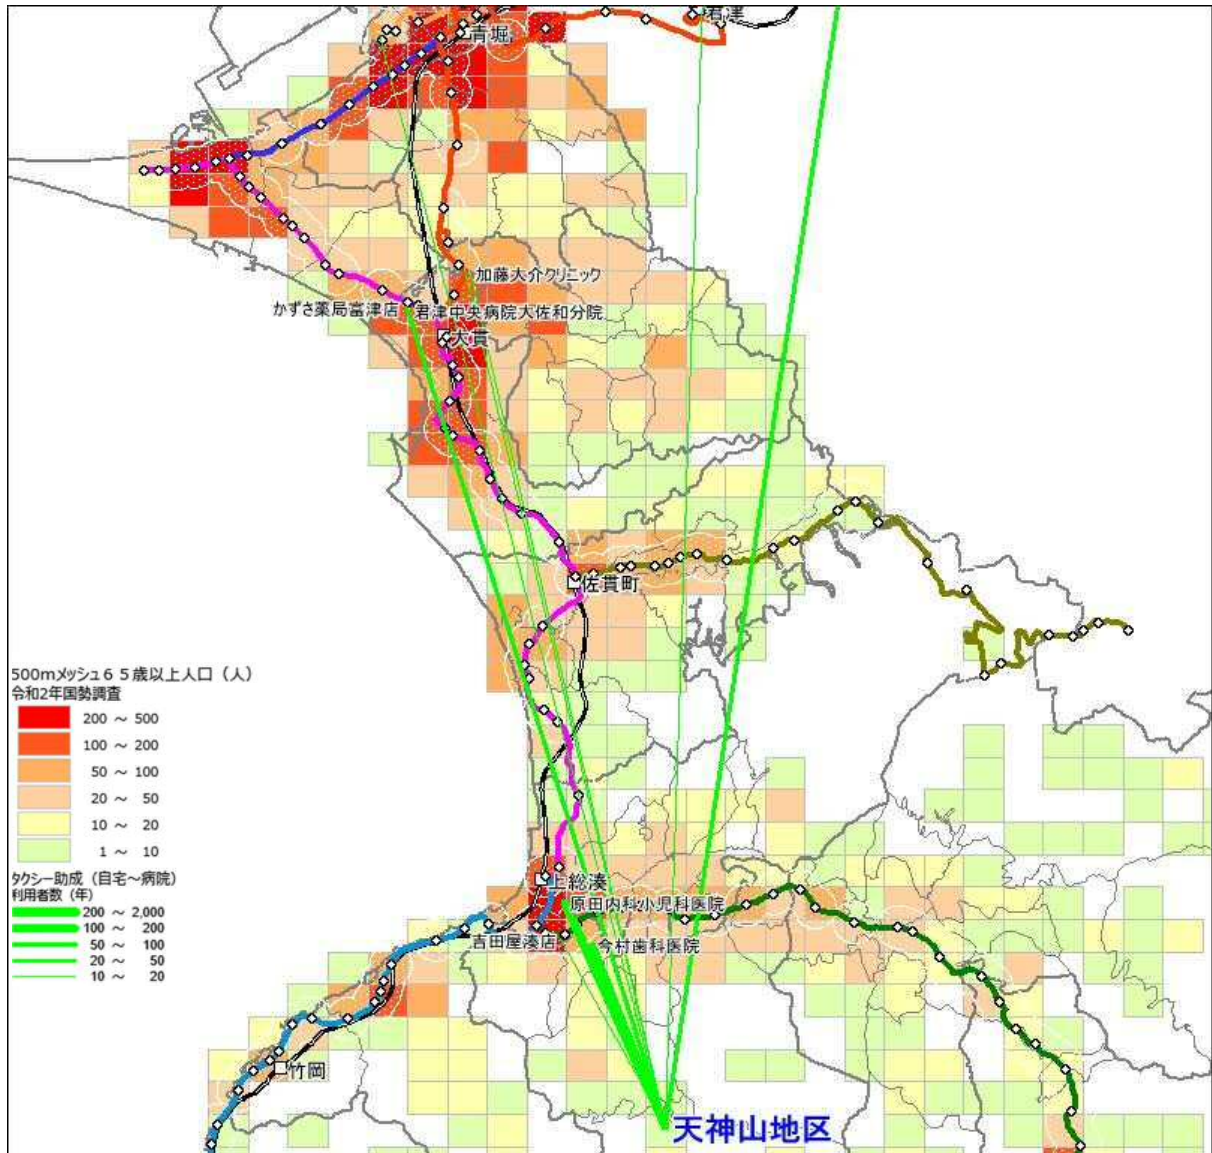 君津
青堀
加藤大介クリニック
かずさ薬局富津店
君津中央病院大佐和分院
大貫
佐貫町
500mメッシュ６５歳以上人口（人）
令和2年国勢調査
200 ～ 500
100 ～ 200
50 ～ 100
20 ～ 50
10 ～ 20
1 ～ 10
タクシー助成（自宅～病院）
利用者数（年）
200 ～ 2,000
100 ～ 200
50 ～ 100
20 ～ 50
10 ～ 20
上総湊
原田内科小児科医院
吉田屋湊店
今村歯科医院
竹岡
天神山地区